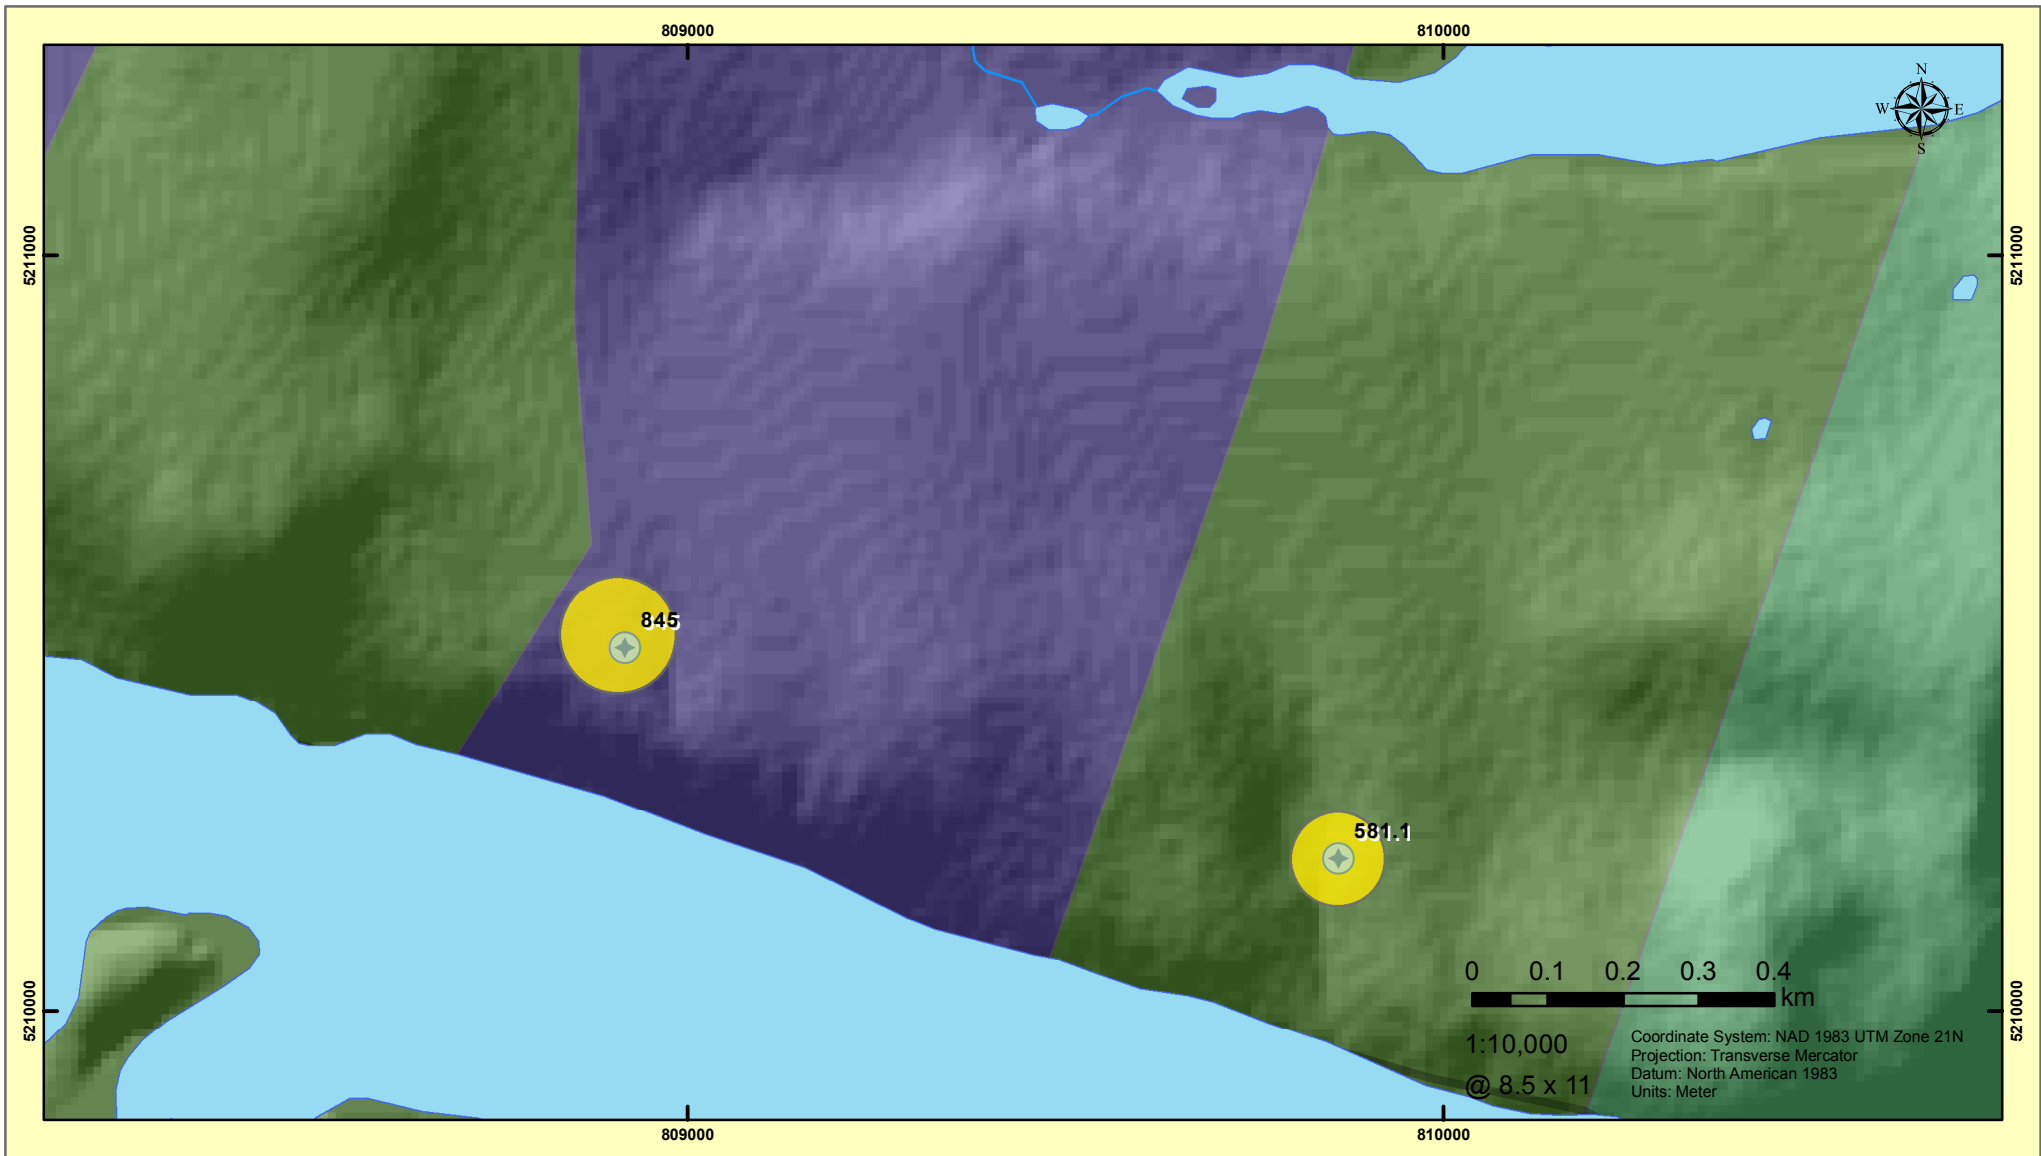 809000
810000
N
W E
S
5211000
5211000
845
581.1
0 0.1 0.2 0.3 0.4
km
5210000
5210000
1:10,000
@ 8.5 x 11
Coordinate System: NAD 1983 UTM Zone 21N
Projection: Transverse Mercator
Datum: North American 1983
Units: Meter
809000
810000